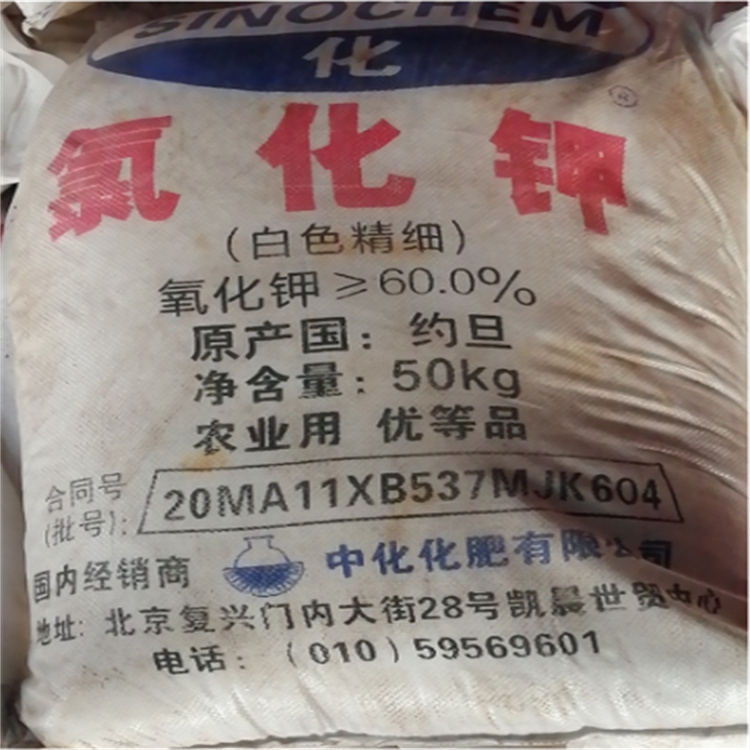 SINOCHEM
化
氯化钾
(白色精细)
氧化钾≥60.0%
原产国：约旦
净含量：50kg
农业用 优等品
合同号
(批号): 20MA11XB537MJK604
国内经销商 中化化肥有限公司
地址: 北京复兴门内大街28号凯晨世贸中心
电话：(010) 59569601